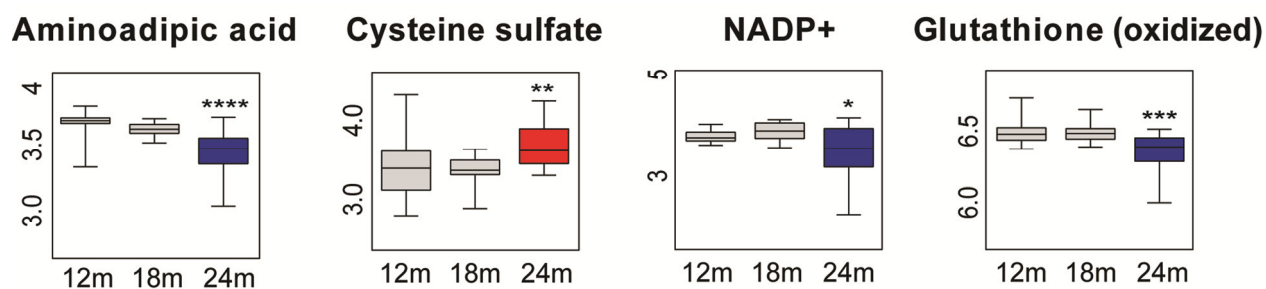 Aminoadipic acid
4
3.5
3.0
****
12m 18m 24m
Cysteine sulfate
4.0
3.0
**
12m 18m 24m
NADP+
5
3
*
12m 18m 24m
Glutathione (oxidized)
6.5
6.0
***
12m 18m 24m